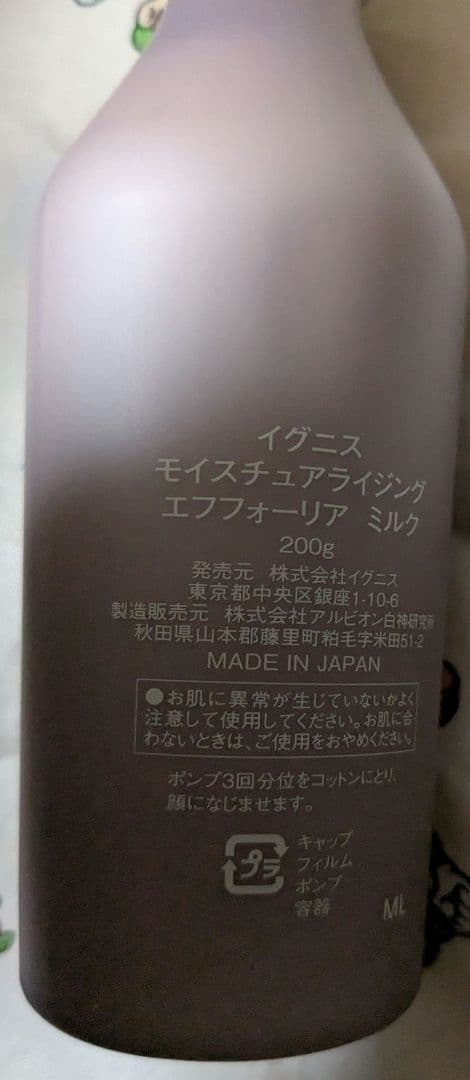 イグニス
モイスチュアライジング
エフフォーリア ミルク
200g
発売元 株式会社イグニス
東京都中央区銀座1-10-6
製造販売元 株式会社アルビオン白神研究所
秋田県山本郡藤里町粕毛字米田51-2
MADE IN JAPAN
●お肌に異常が生じていないかよく
注意して使用してください。お肌に合
わないときは、ご使用をおやめください。
ポンプ3回分位をコットンにとり、
顔になじませます。
プラ
キャップ
フィルム
ポンプ
容器
ML